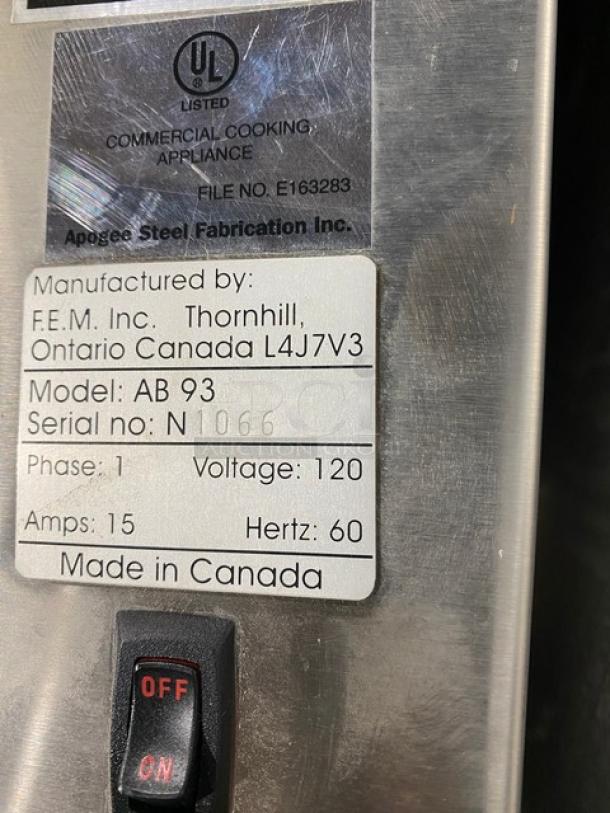 UL
®
LISTED
COMMERCIAL COOKING
APPLIANCE
FILE NO. E163283
Apogee Steel Fabrication Inc.
Manufactured by:
F.E.M. Inc. Thornhill,
Ontario Canada L4J7V3
Model: AB 93
Serial no: N1066
Phase: 1 Voltage: 120
Amps: 15 Hertz: 60
Made in Canada
OFF
ON